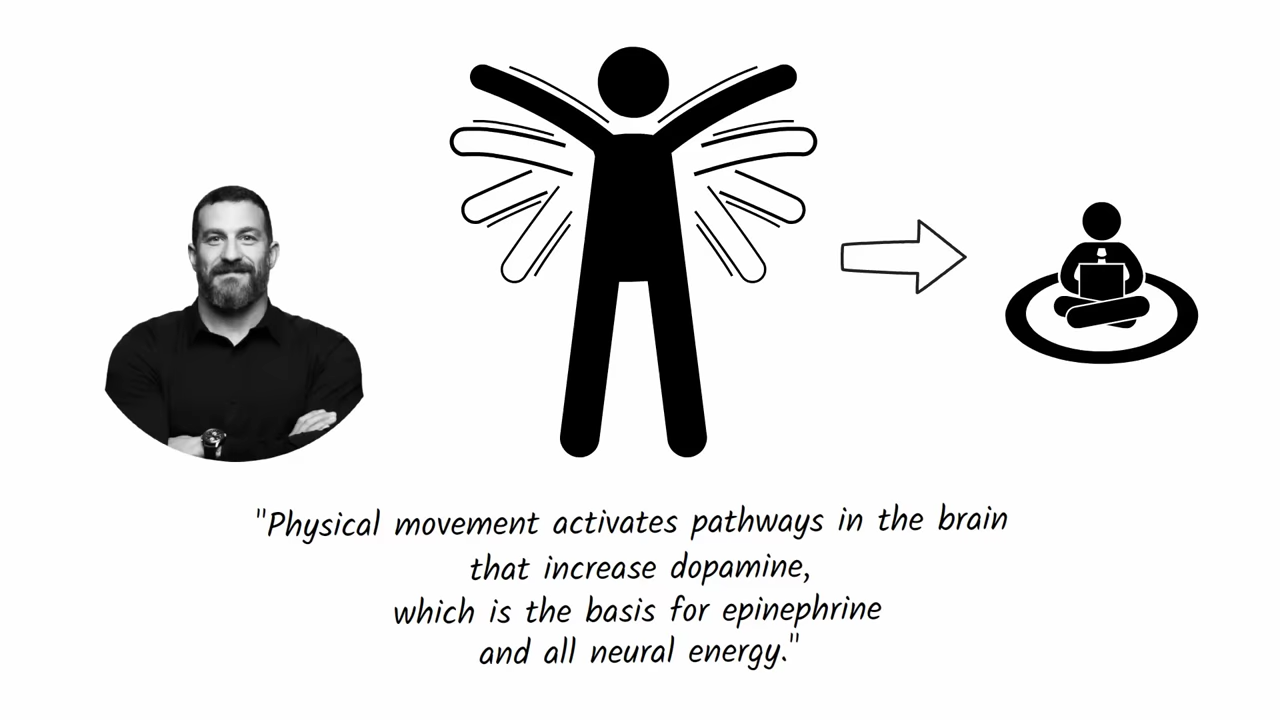 "Physical movement activates pathways in the brain
that increase dopamine,
which is the basis for epinephrine
and all neural energy."